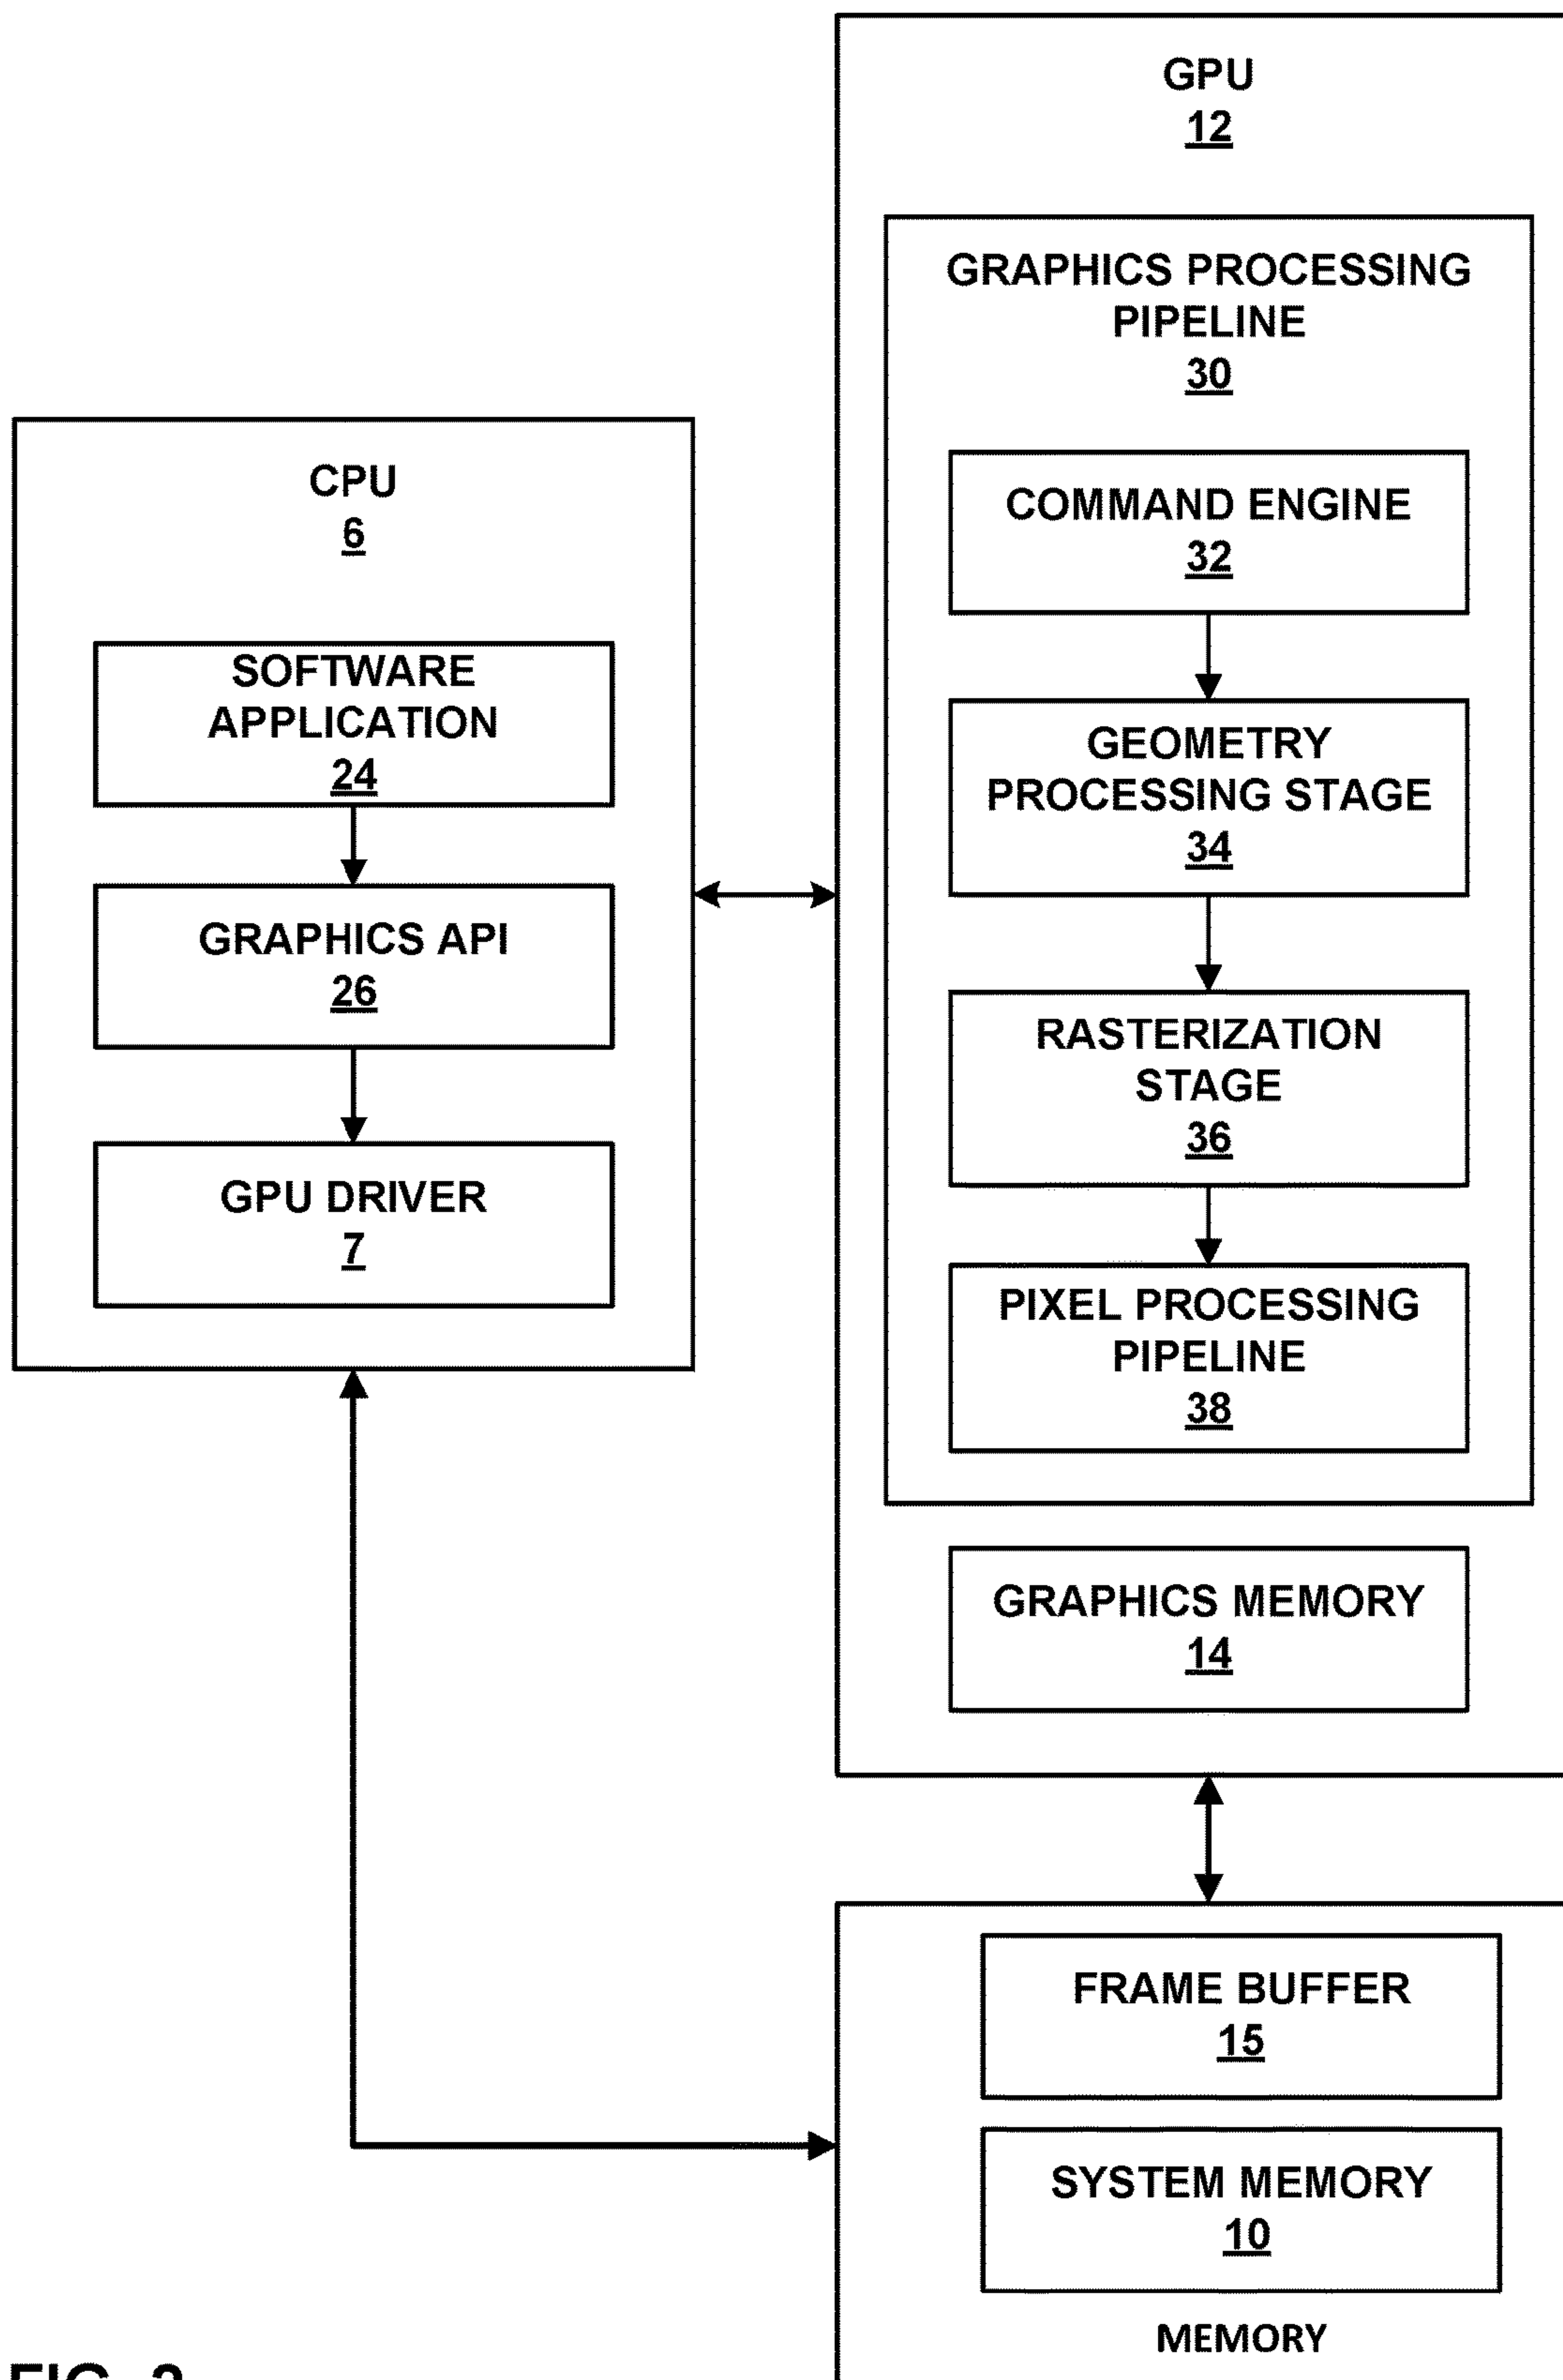 GPU
12
GRAPHICS PROCESSING
PIPELINE
30
COMMAND ENGINE
32
GEOMETRY
PROCESSING STAGE
34
RASTERIZATION
STAGE
36
PIXEL PROCESSING
PIPELINE
38
GRAPHICS MEMORY
14
CPU
6
SOFTWARE
APPLICATION
24
GRAPHICS API
26
GPU DRIVER
7
FRAME BUFFER
15
SYSTEM MEMORY
10
MEMORY